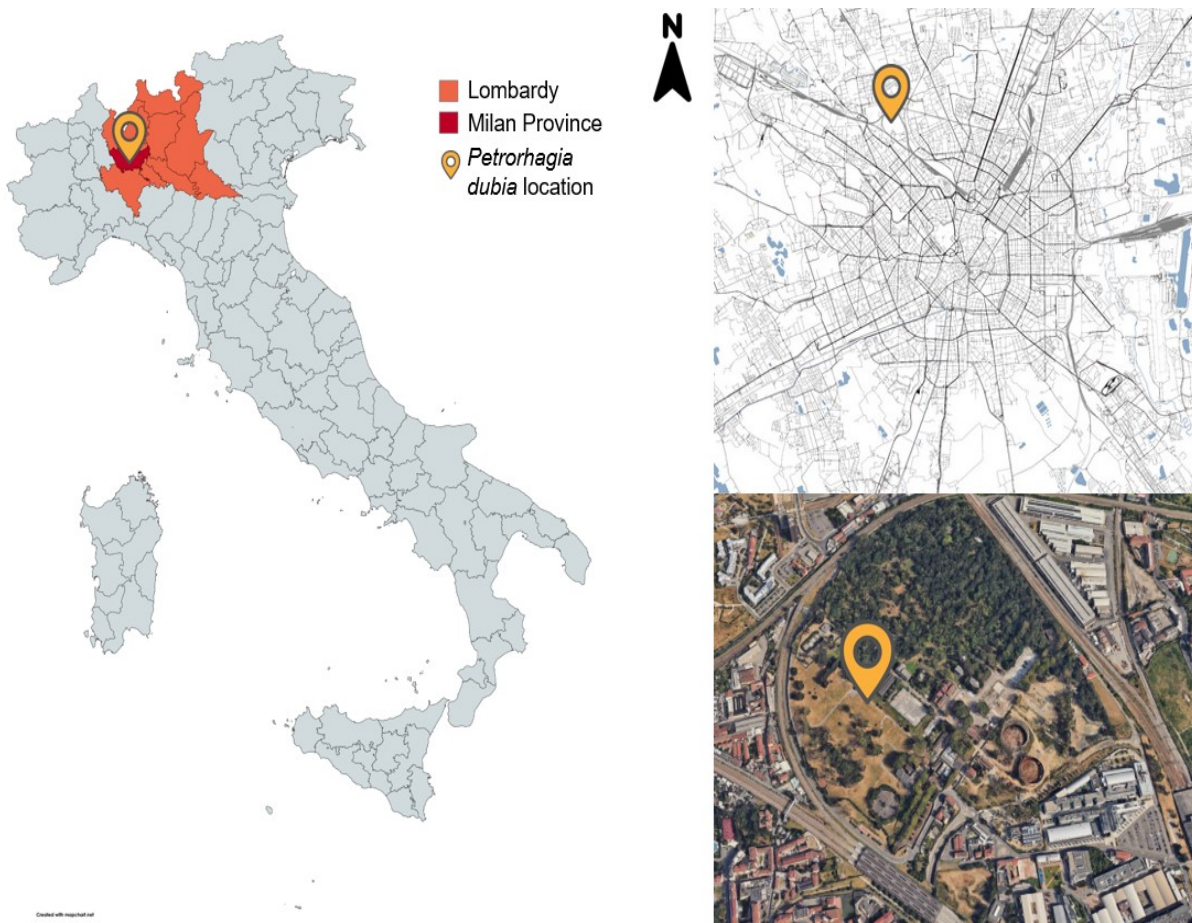 Lombardy
Milan Province
Petrorhagia
dubia location
N
Created with mapchart.net